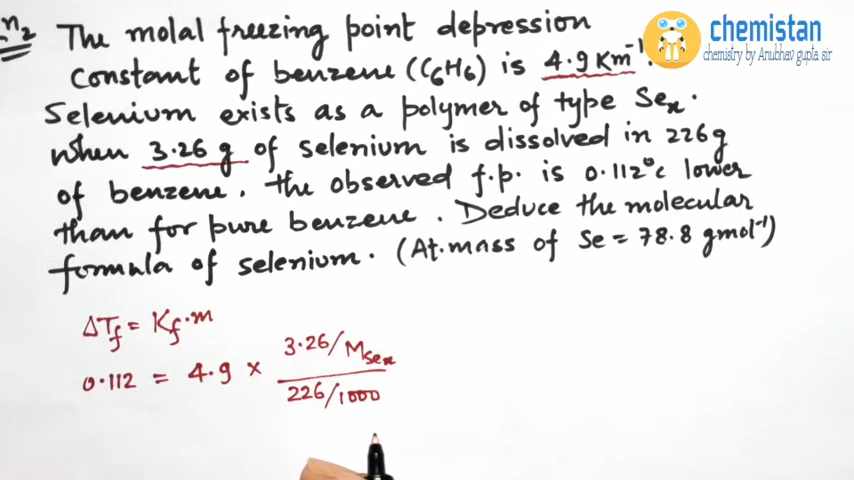 chemistan
chemistry by Anubhav gupta sir
The molal freezing point depression
constant of benzene (C6H6) is 4.9 Km⁻¹.
Selenium exists as a polymer of type Sex.
When 3.26 g of selenium is dissolved in 226g
of benzene. the observed f.p. is 0.112°c lower
than for pure benzene. Deduce the molecular
formula of selenium. (At.mass of Se = 78.8 gmol⁻¹)
ΔTf = Kf.m
0.112 = 4.9 × 3.26/MSex
226/1000